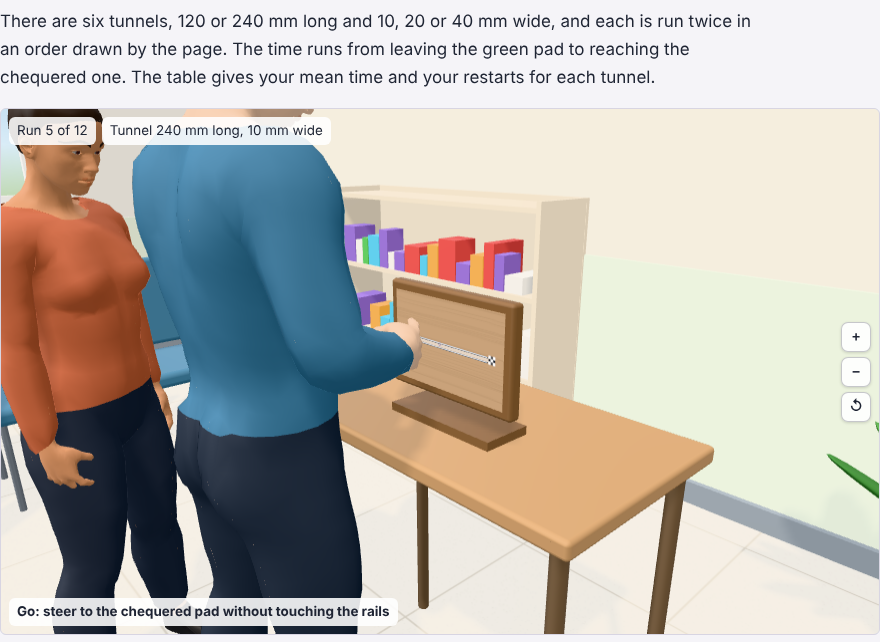 There are six tunnels, 120 or 240 mm long and 10, 20 or 40 mm wide, and each is run twice in
an order drawn by the page. The time runs from leaving the green pad to reaching the
chequered one. The table gives your mean time and your restarts for each tunnel.
Run 5 of 12
Tunnel 240 mm long, 10 mm wide
+
−
Go: steer to the chequered pad without touching the rails